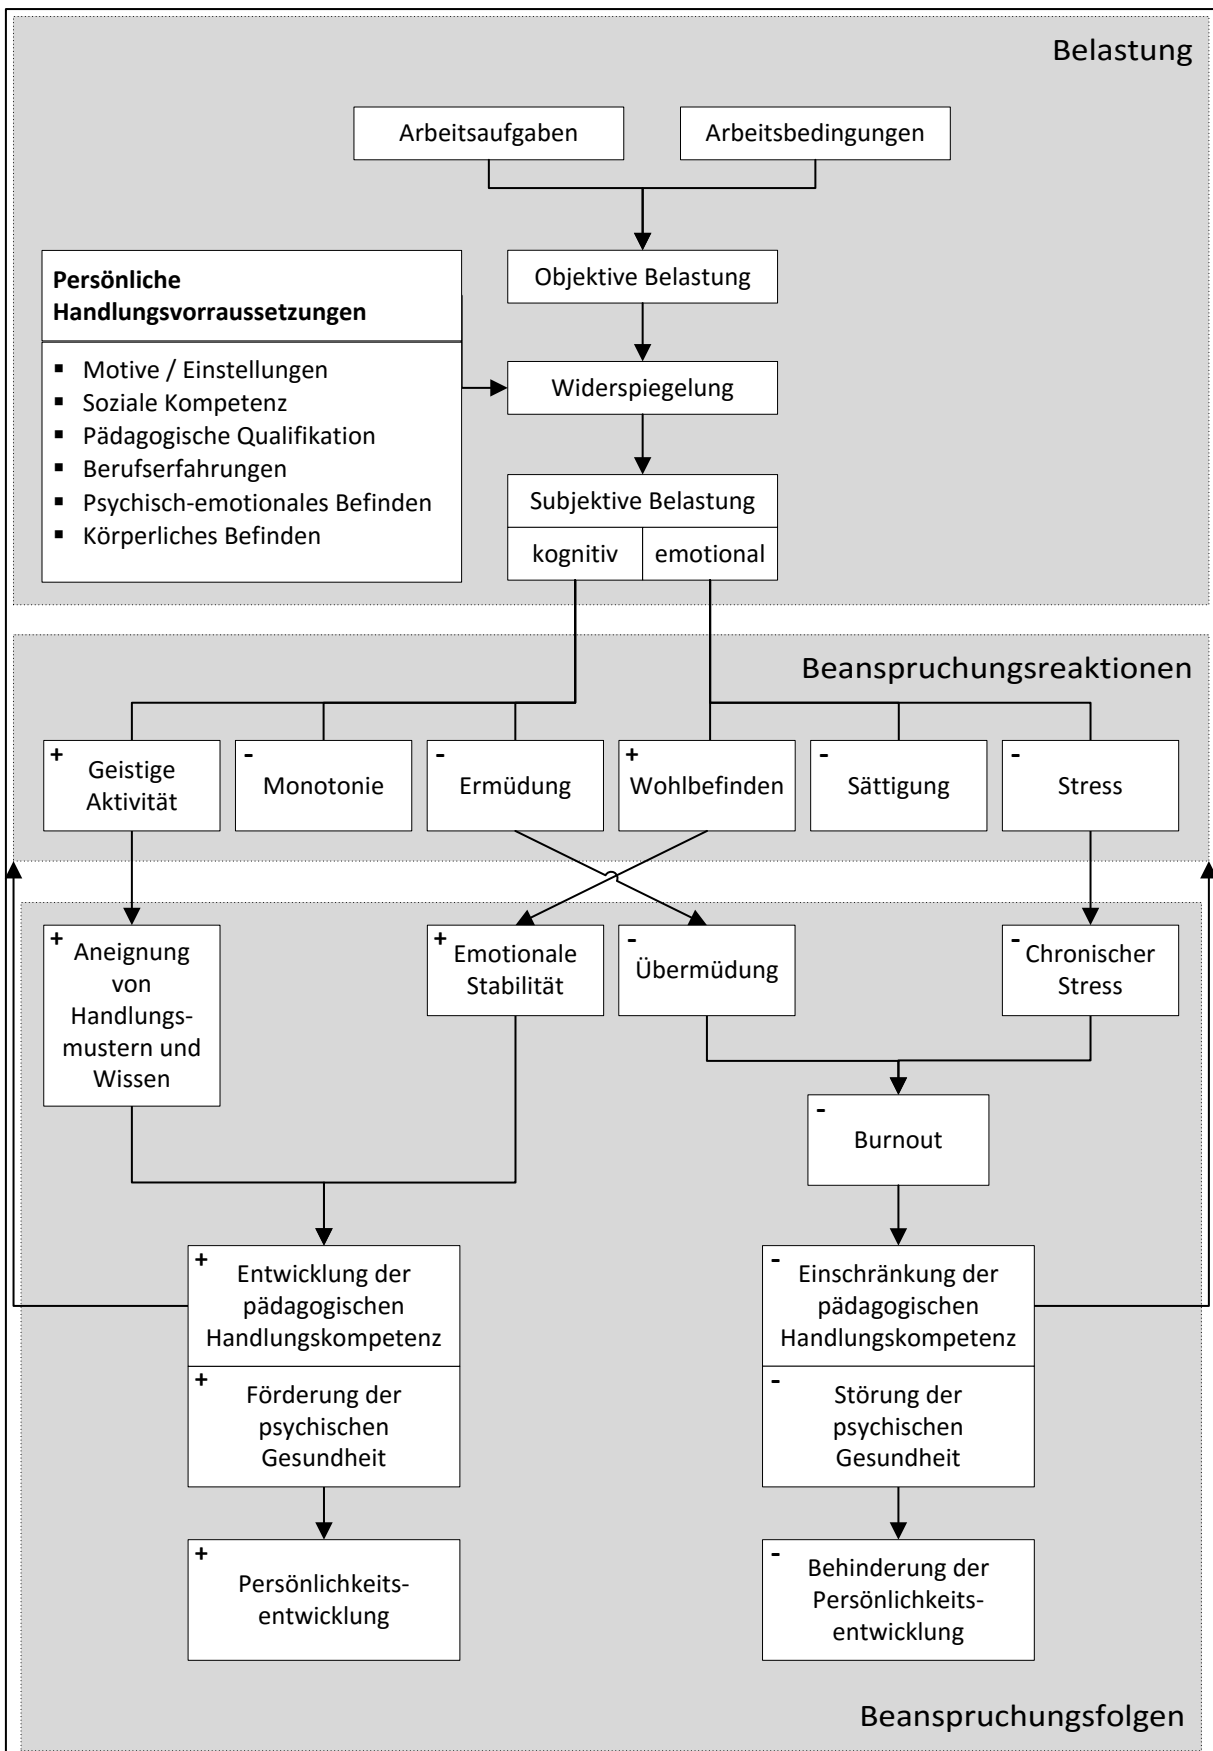 Belastung
Arbeitsaufgaben
Arbeitsbedingungen
Persönliche
Handlungsvorraussetzungen
▪ Motive / Einstellungen
▪ Soziale Kompetenz
▪ Pädagogische Qualifikation
▪ Berufserfahrungen
▪ Psychisch-emotionales Befinden
▪ Körperliches Befinden
Objektive Belastung
Widerspiegelung
Subjektive Belastung
kognitiv
emotional
Beanspruchungsreaktionen
+
Geistige
Aktivität
-
Monotonie
-
Ermüdung
+
Wohlbefinden
-
Sättigung
-
Stress
+
Aneignung
von
Handlungs-
mustern und
Wissen
+
Emotionale
Stabilität
-
Übermüdung
-
Chronischer
Stress
-
Burnout
+
Entwicklung der
pädagogischen
Handlungskompetenz
+
Förderung der
psychischen
Gesundheit
-
Einschränkung der
pädagogischen
Handlungskompetenz
-
Störung der
psychischen
Gesundheit
+
Persönlichkeits-
entwicklung
-
Behinderung der
Persönlichkeits-
entwicklung
Beanspruchungsfolgen